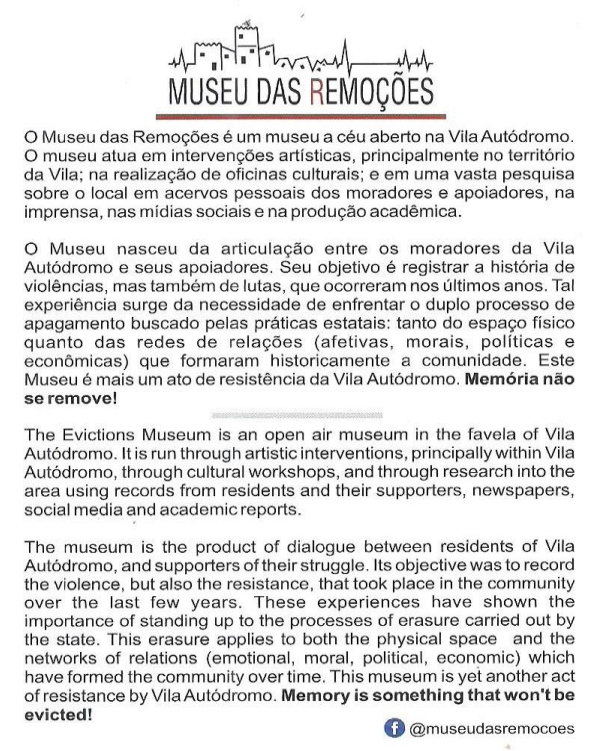 MUSEU DAS REMOÇÕES
O Museu das Remoções é um museu a céu aberto na Vila Autódromo.
O museu atua em intervenções artísticas, principalmente no território
da Vila; na realização de oficinas culturais; e em uma vasta pesquisa
sobre o local em acervos pessoais dos moradores e apoiadores, na
imprensa, nas mídias sociais e na produção acadêmica.
O Museu nasceu da articulação entre os moradores da Vila
Autódromo e seus apoiadores. Seu objetivo é registrar a história de
violências, mas também de lutas, que ocorreram nos últimos anos. Tal
experiência surge da necessidade de enfrentar o duplo processo de
apagamento buscado pelas práticas estatais: tanto do espaço físico
quanto das redes de relações (afetivas, morais, políticas e
econômicas) que formaram historicamente a comunidade. Este
Museu é mais um ato de resistência da Vila Autódromo. Memória não
se remove!
The Evictions Museum is an open air museum in the favela of Vila
Autódromo. It is run through artistic interventions, principally within Vila
Autódromo, through cultural workshops, and through research into the
area using records from residents and their supporters, newspapers,
social media and academic reports.
The museum is the product of dialogue between residents of Vila
Autódromo, and supporters of their struggle. Its objective was to record
the violence, but also the resistance, that took place in the community
over the last few years. These experiences have shown the
importance of standing up to the processes of erasure carried out by
the state. This erasure applies to both the physical space and the
networks of relations (emotional, moral, political, economic) which
have formed the community over time. This museum is yet another act
of resistance by Vila Autódromo. Memory is something that won't be
evicted!
@museudasremocoes